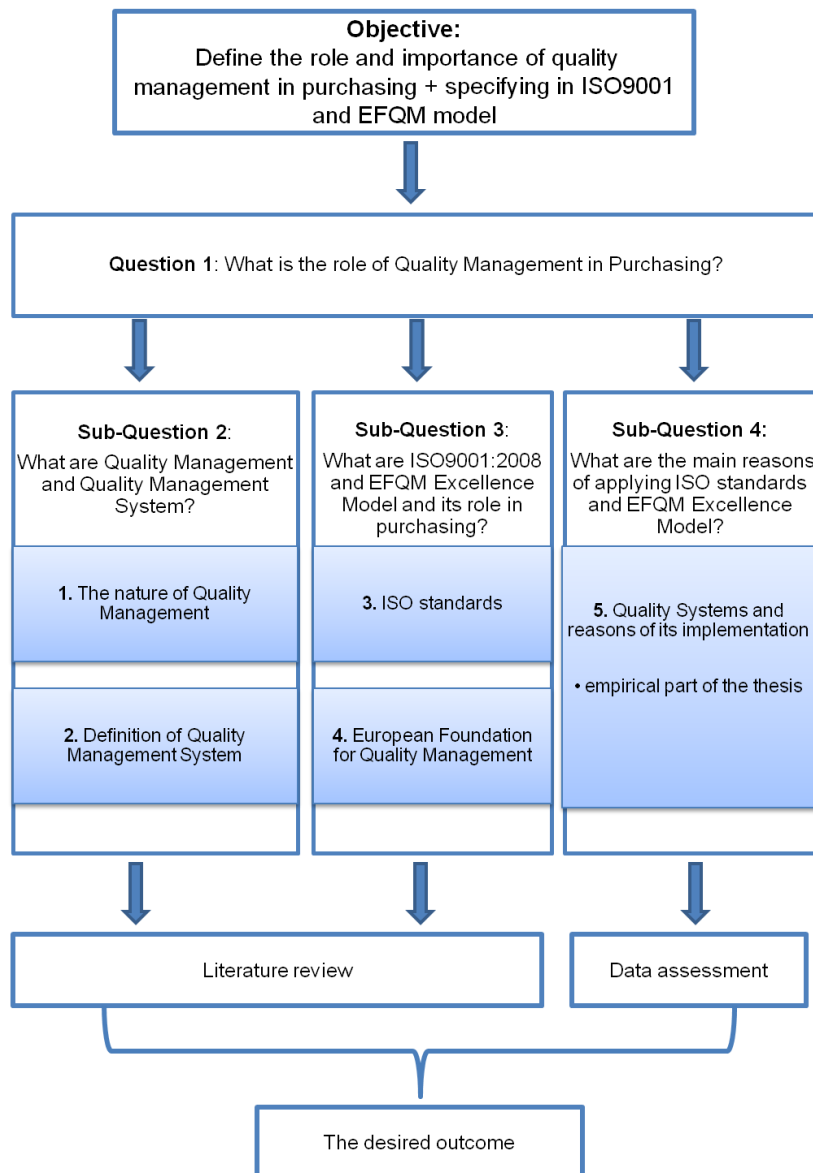 Objective:
Define the role and importance of quality
management in purchasing + specifying in ISO9001
and EFQM model
Question 1: What is the role of Quality Management in Purchasing?
Sub-Question 2:
What are Quality Management
and Quality Management
System?
1. The nature of Quality
Management
2. Definition of Quality
Management System
Sub-Question 3:
What are ISO9001:2008
and EFQM Excellence
Model and its role in
purchasing?
3. ISO standards
4. European Foundation
for Quality Management
Sub-Question 4:
What are the main reasons
of applying ISO standards
and EFQM Excellence
Model?
5. Quality Systems and
reasons of its implementation
• empirical part of the thesis
Literature review
Data assessment
The desired outcome